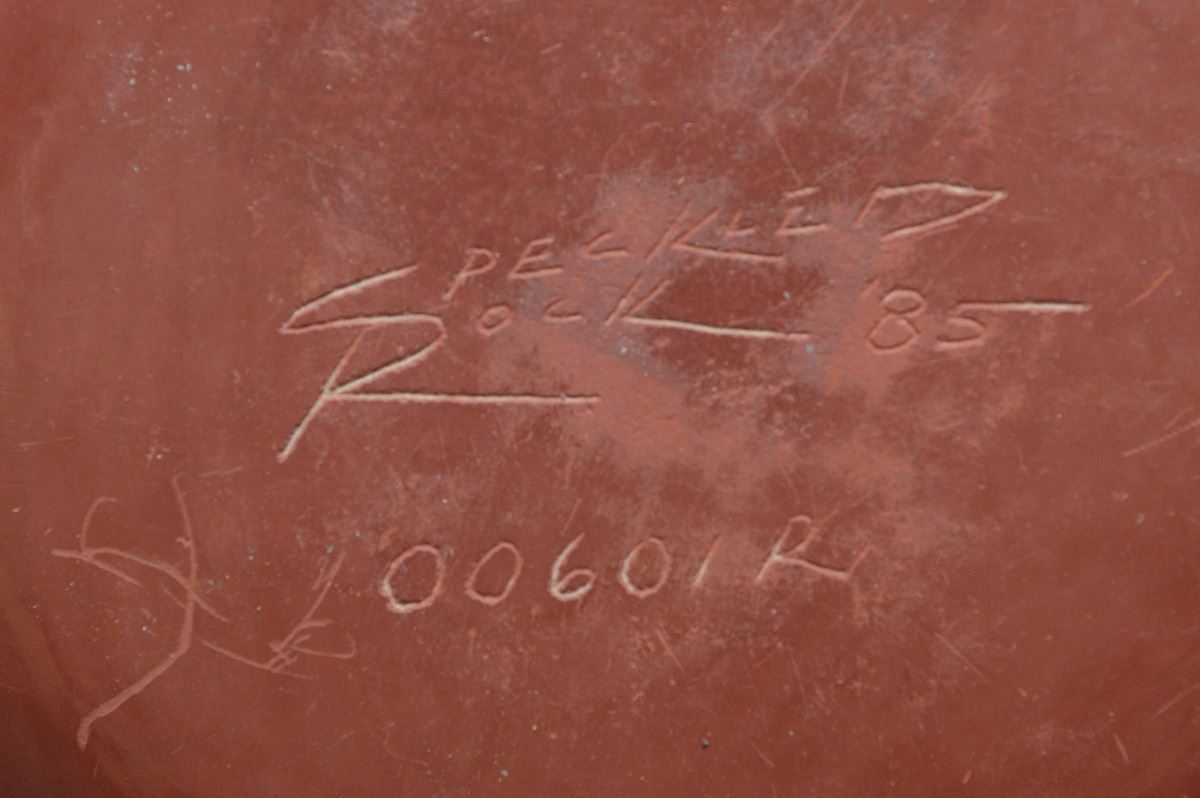 SPECKLED
ROCK '85
00601R